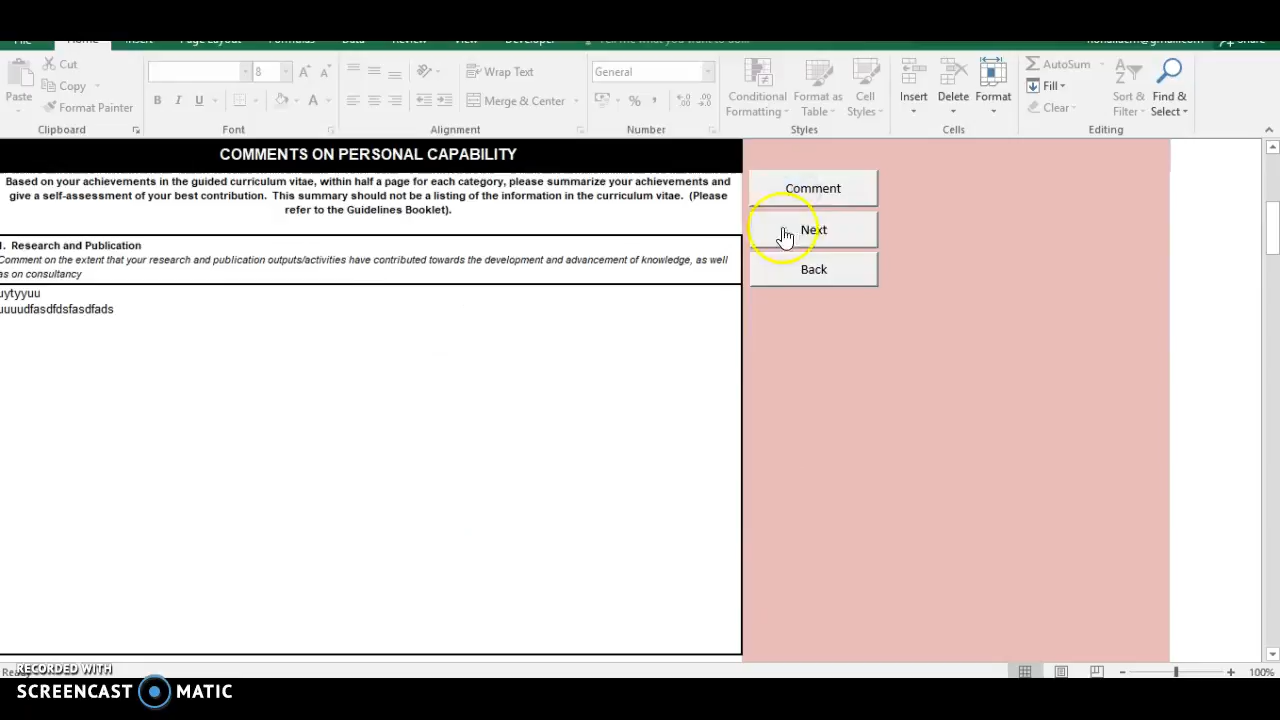 Cut
Copy
Format Painter
Paste
Clipboard
8
B I U
A
Font
Wrap Text
Merge & Center
Alignment
General
%
Number
Conditional
Formatting
Format as
Table
Cell
Styles
Styles
Insert
Delete
Format
Cells
AutoSum
Fill
Clear
Sort &
Filter
Find &
Select
Editing
COMMENTS ON PERSONAL CAPABILITY
Based on your achievements in the guided curriculum vitae, within half a page for each category, please summarize your achievements and
give a self-assessment of your best contribution. This summary should not be a listing of the information in the curriculum vitae. (Please
refer to the Guidelines Booklet).
1. Research and Publication
Comment on the extent that your research and publication outputs/activities have contributed towards the development and advancement of knowledge, as well
as on consultancy
uytyyuu
uuuudfasdfdsfasdfads
Comment
Next
Back
RECORDED WITH
SCREENCAST MATIC
100%